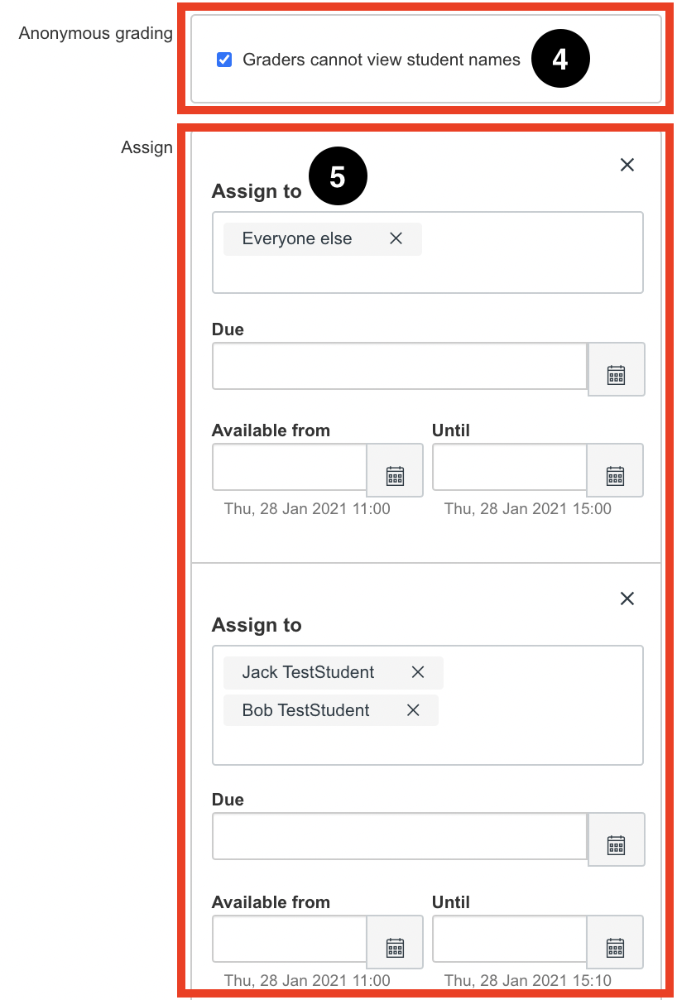 Anonymous grading
Graders cannot view student names
4
Assign
5
Assign to
Everyone else
Due
Available from Until
Thu, 28 Jan 2021 11:00 Thu, 28 Jan 2021 15:00
Assign to
Jack TestStudent
Bob TestStudent
Due
Available from Until
Thu, 28 Jan 2021 11:00 Thu, 28 Jan 2021 15:10